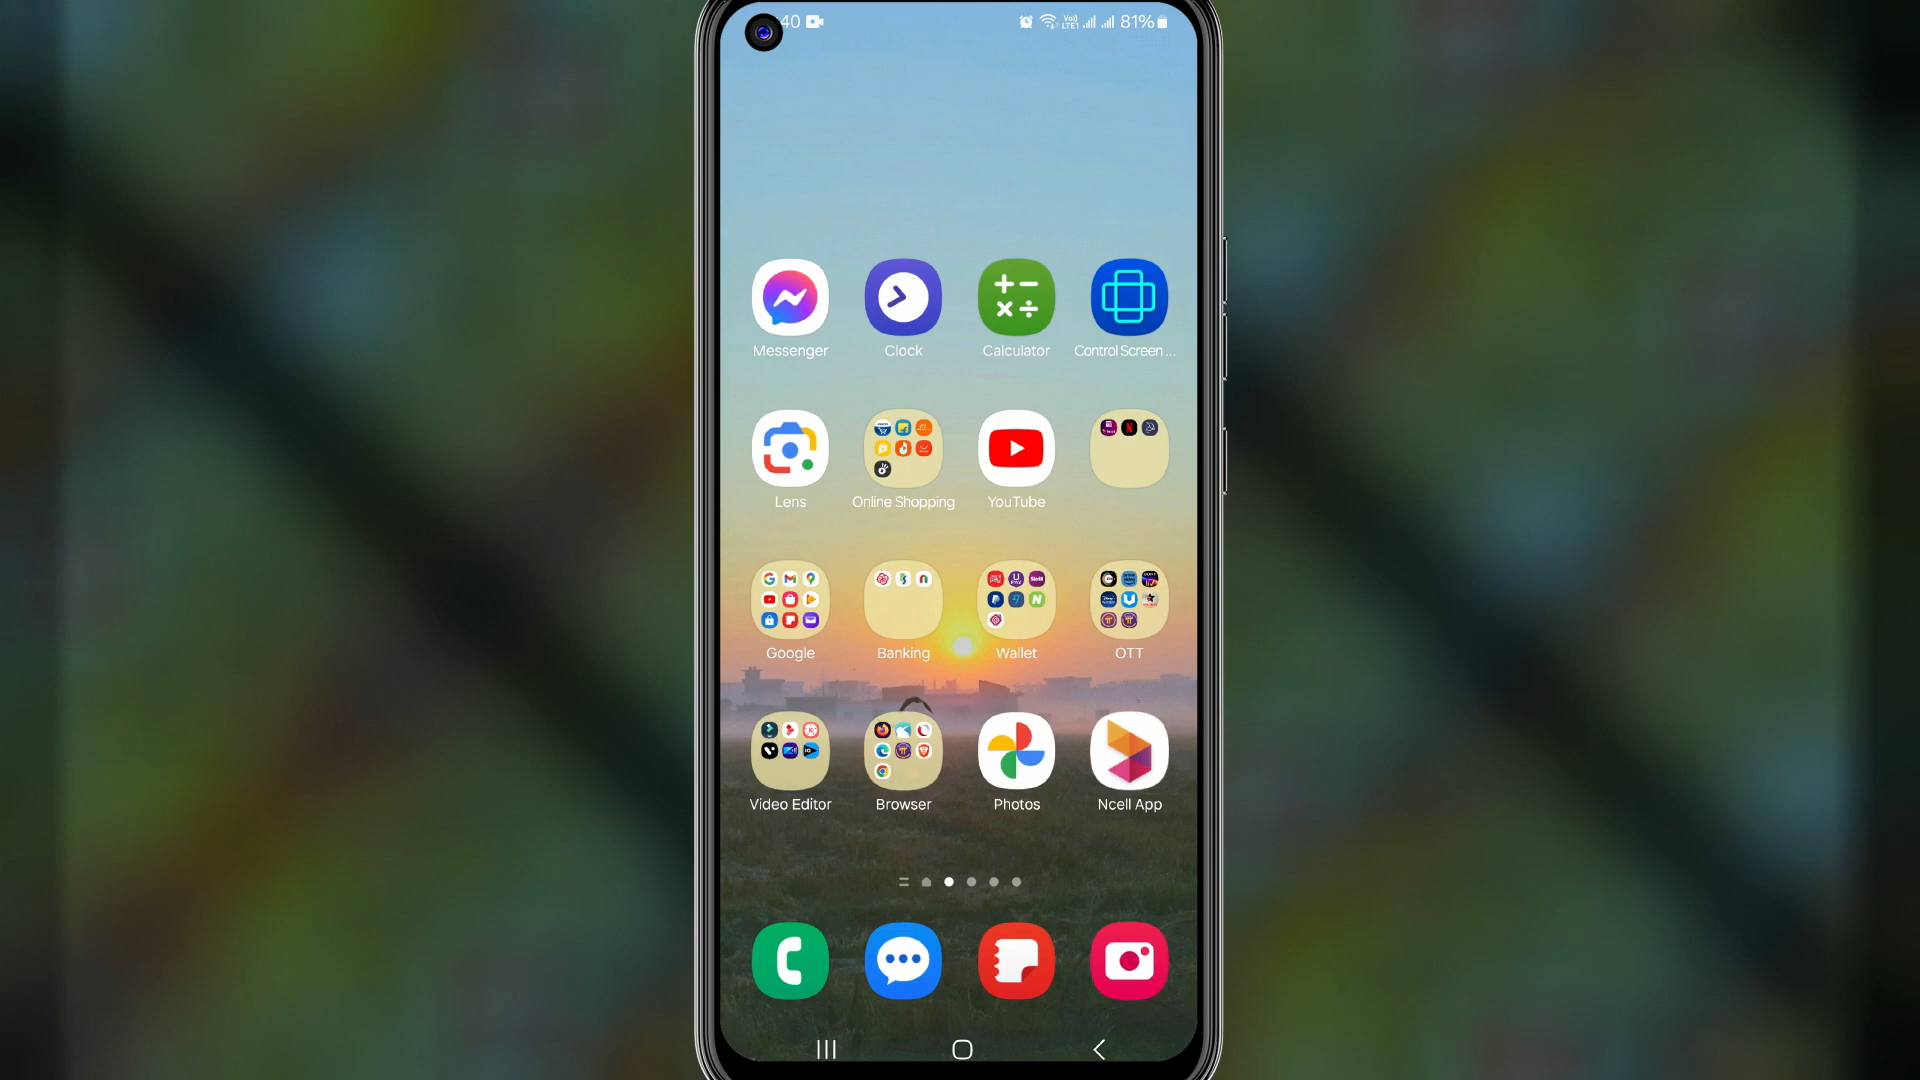 40
81%
Messenger Clock Calculator Control Screen ...
Lens Online Shopping YouTube
Google Banking Wallet OTT
Video Editor Browser Photos Ncell App